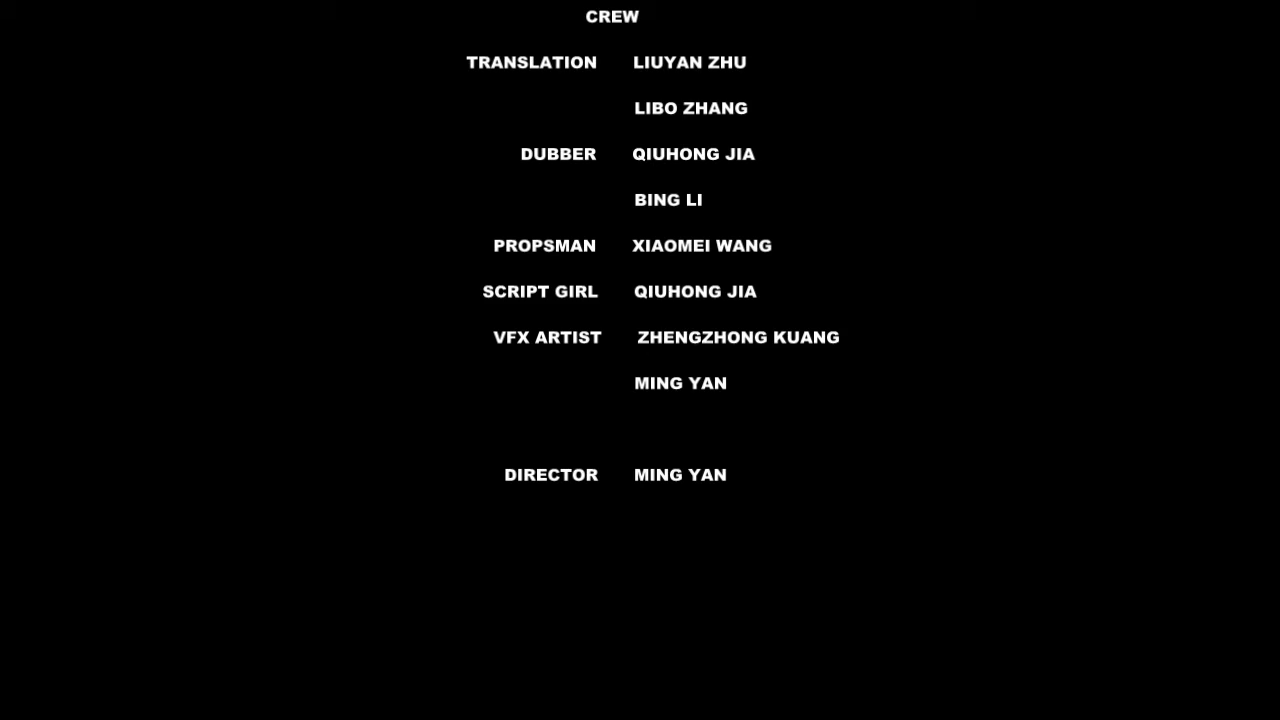 CREW
TRANSLATION LIUYAN ZHU
LIBO ZHANG
DUBBER QIUHONG JIA
BING LI
PROPSMAN XIAOMEI WANG
SCRIPT GIRL QIUHONG JIA
VFX ARTIST ZHENGZHONG KUANG
MING YAN
DIRECTOR MING YAN